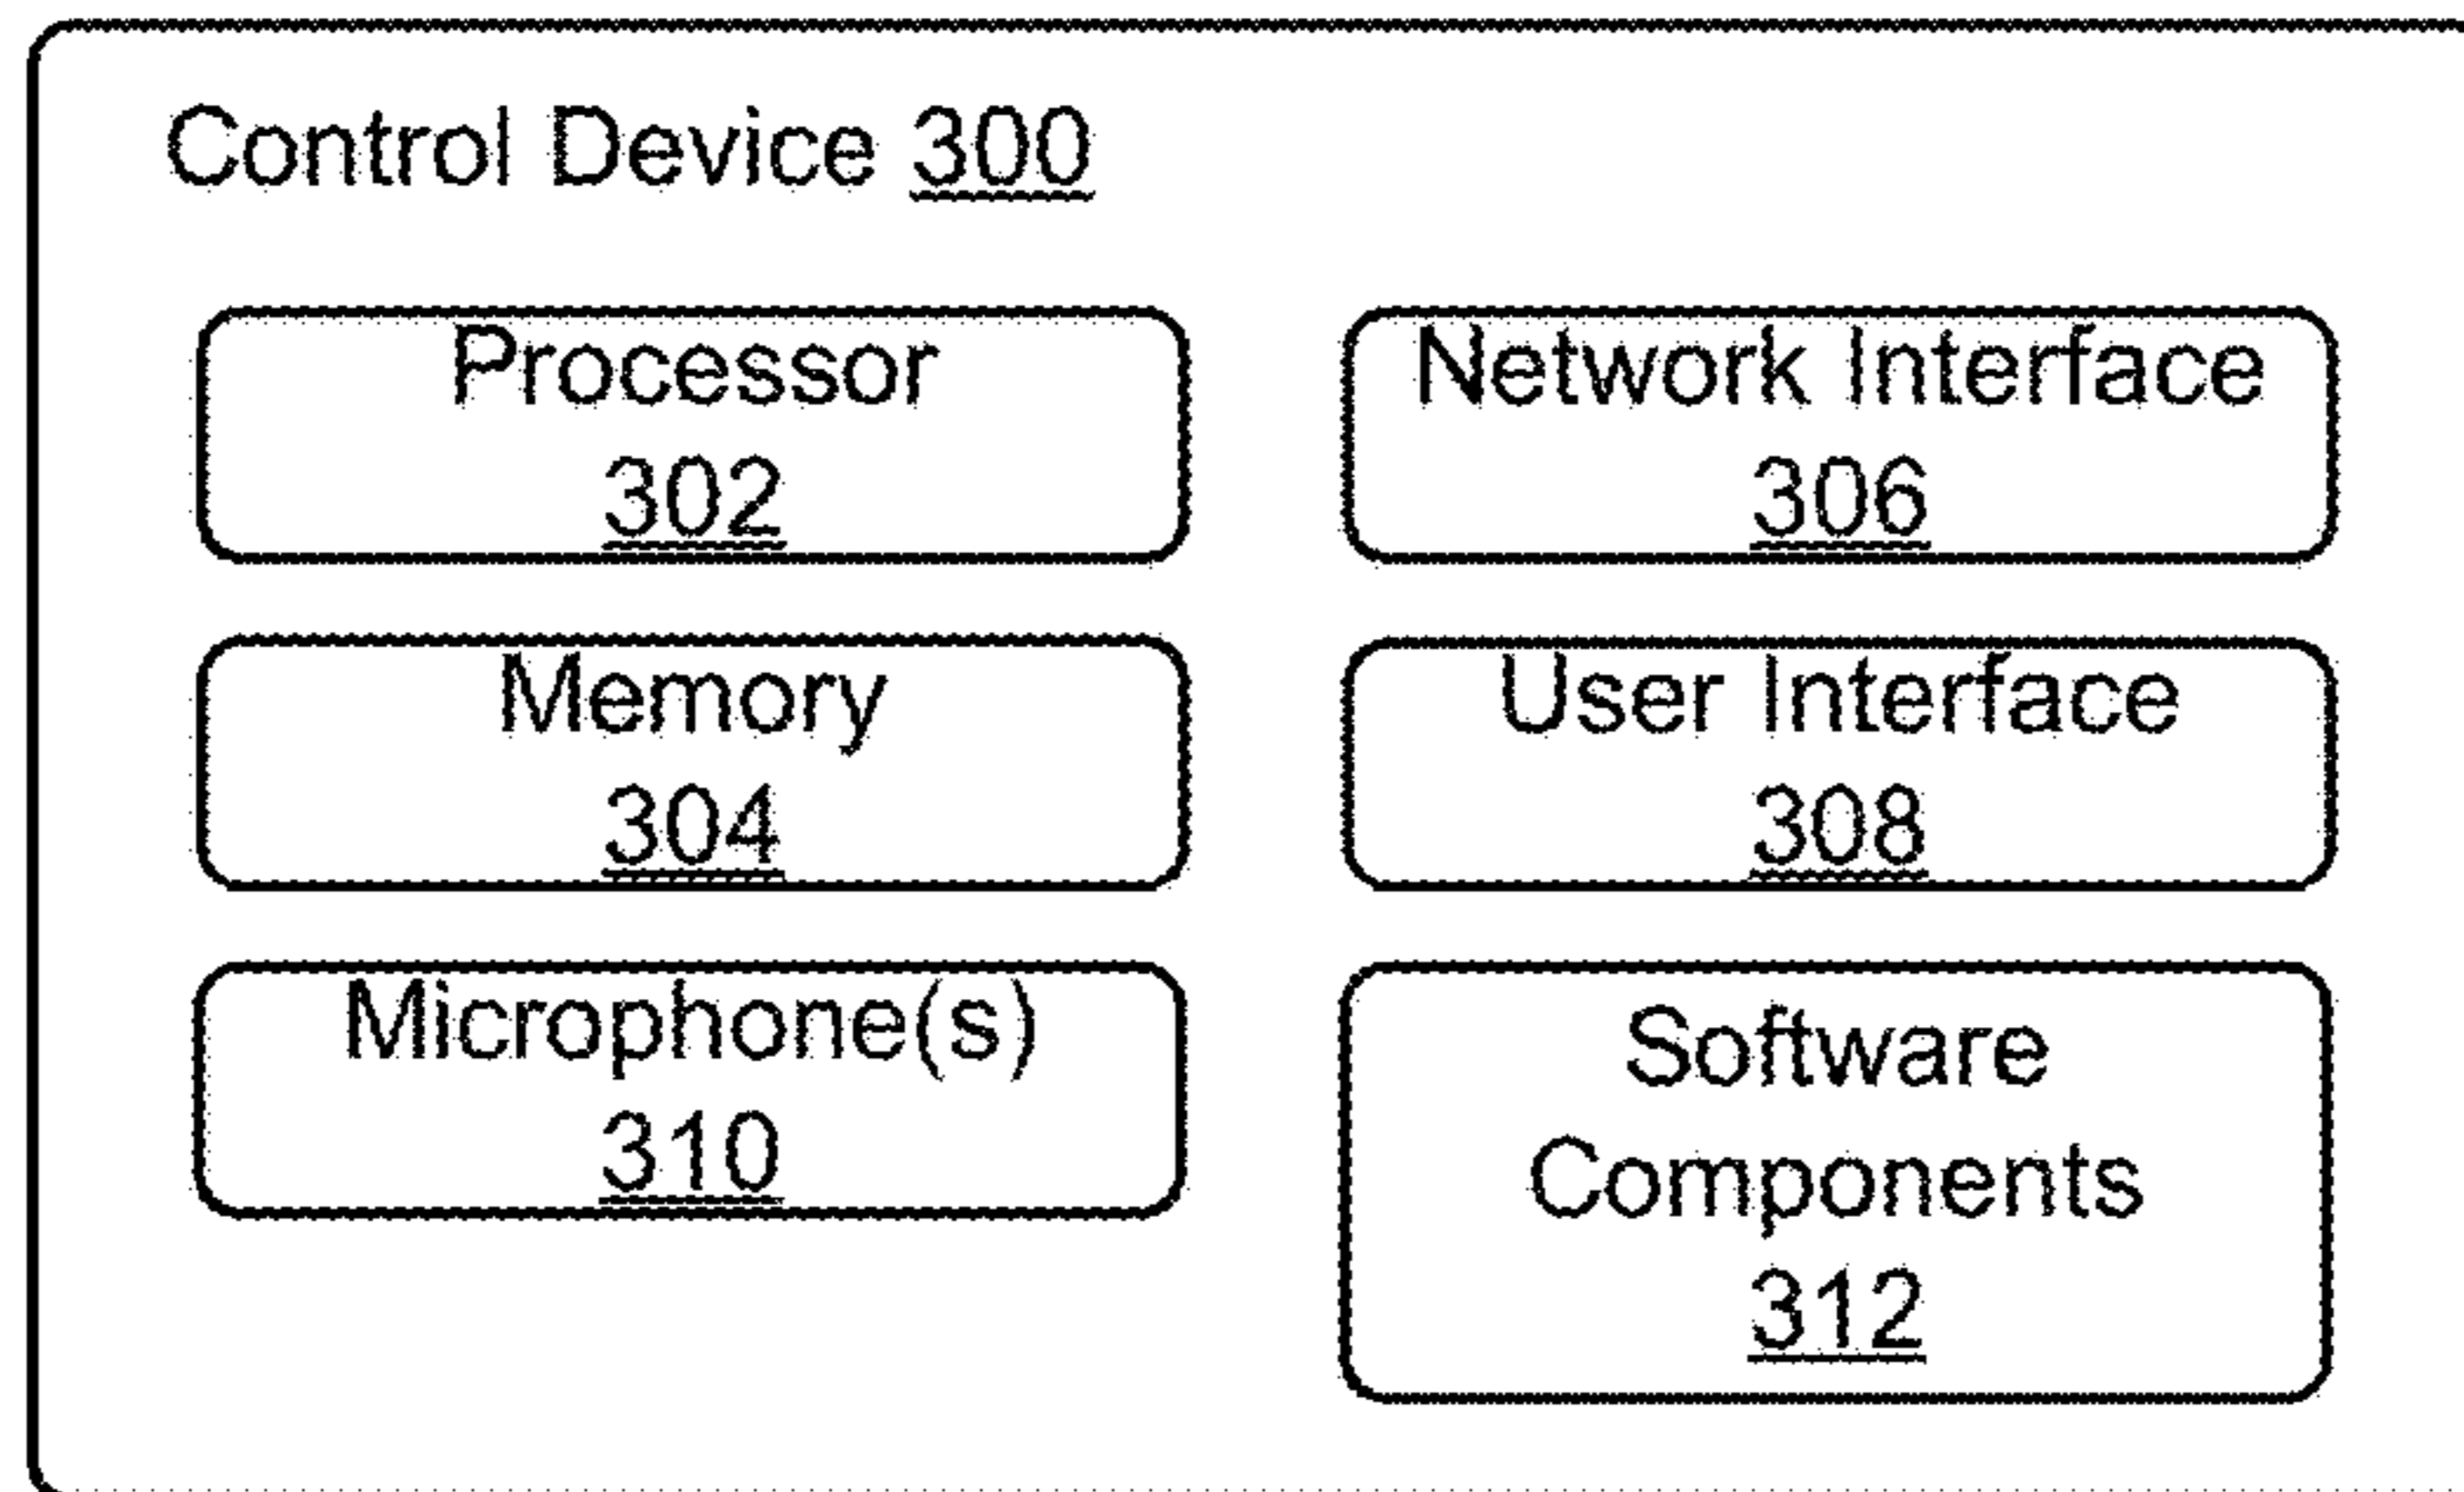 Control Device 300
Processor
302
Network Interface
306
Memory
304
User Interface
308
Microphone(s)
310
Software
Components
312